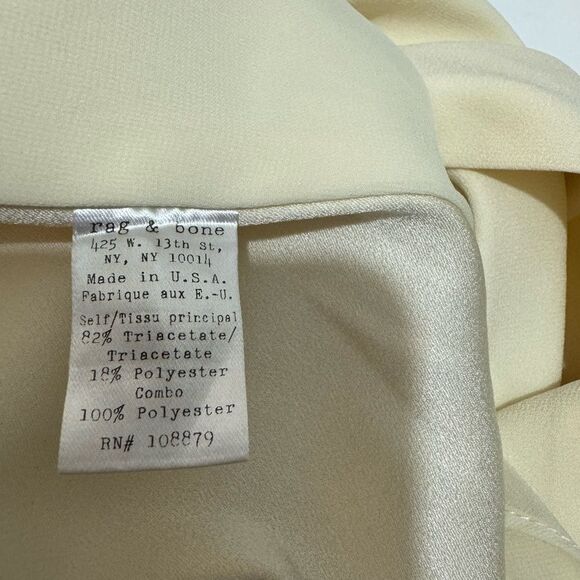 rag & bone
425 W. 13th St,
NY, NY 10014
Made in U.S.A.
Fabrique aux E.-U.
Self/Tissu principal
82% Triacetate/
Triacetate
18% Polyester
Combo
100% Polyester
RN# 108879